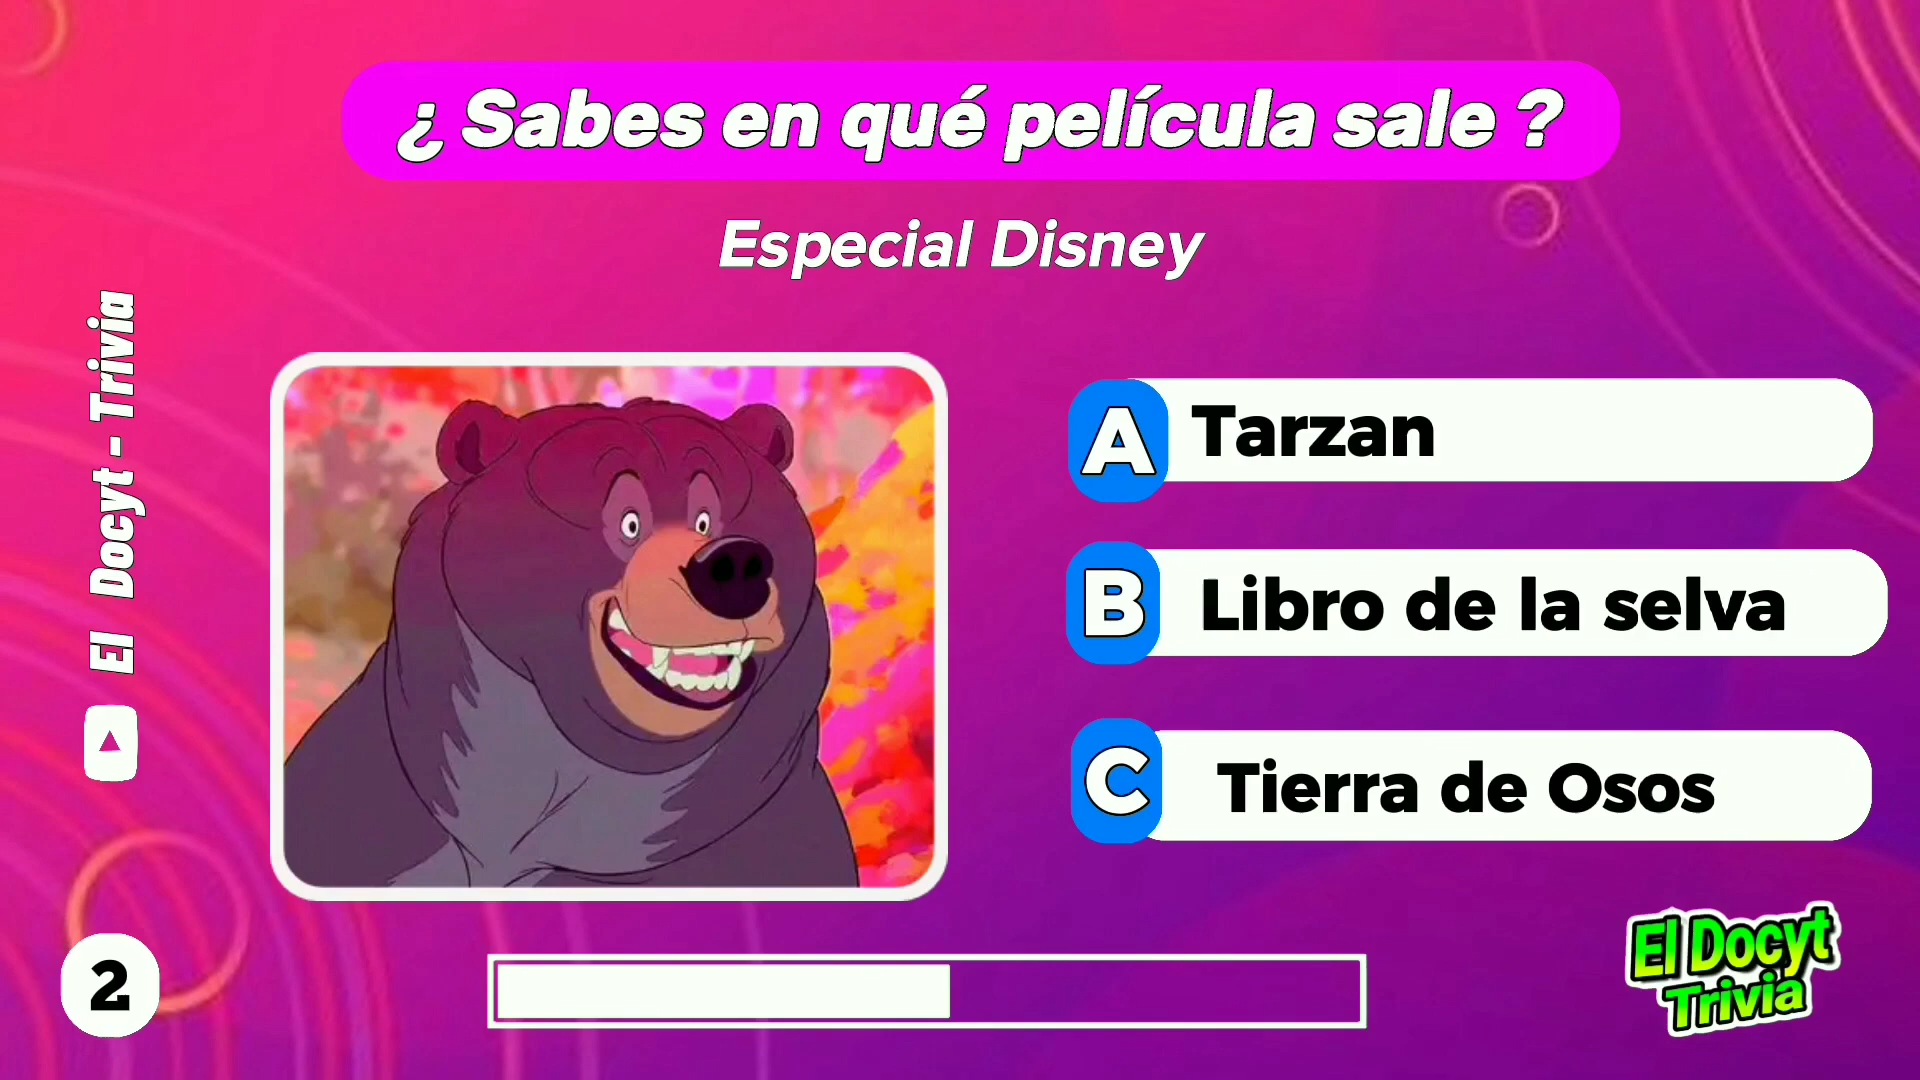 ¿ Sabes en qué película sale ?
Especial Disney
El Docyt - Trivia
A Tarzan
B Libro de la selva
C Tierra de Osos
2
El Docyt
Trivia